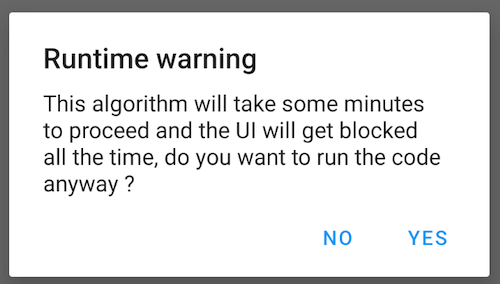 Runtime warning
This algorithm will take some minutes
to proceed and the UI will get blocked
all the time, do you want to run the code
anyway ?
NO YES